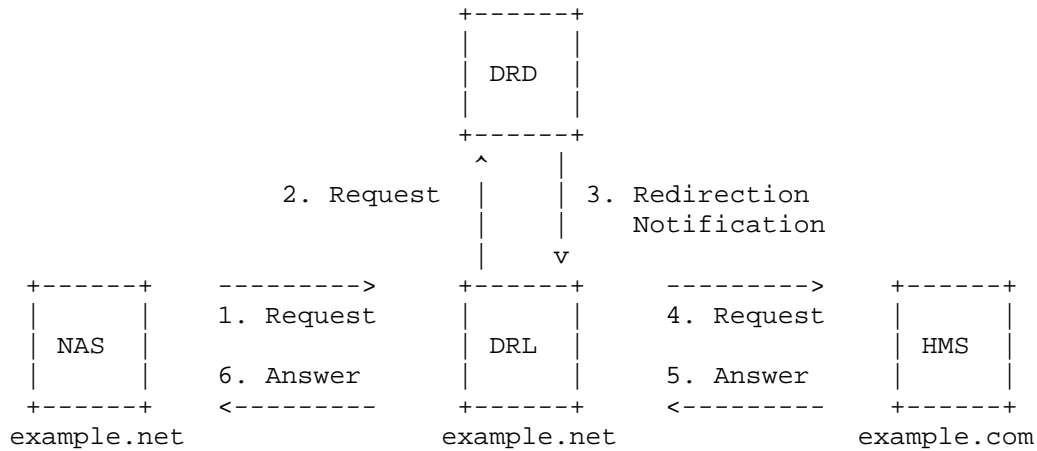 DRD
2. Request 3. Redirection
Notification
1. Request 4. Request
NAS DRL HMS
6. Answer 5. Answer
example.net example.net example.com